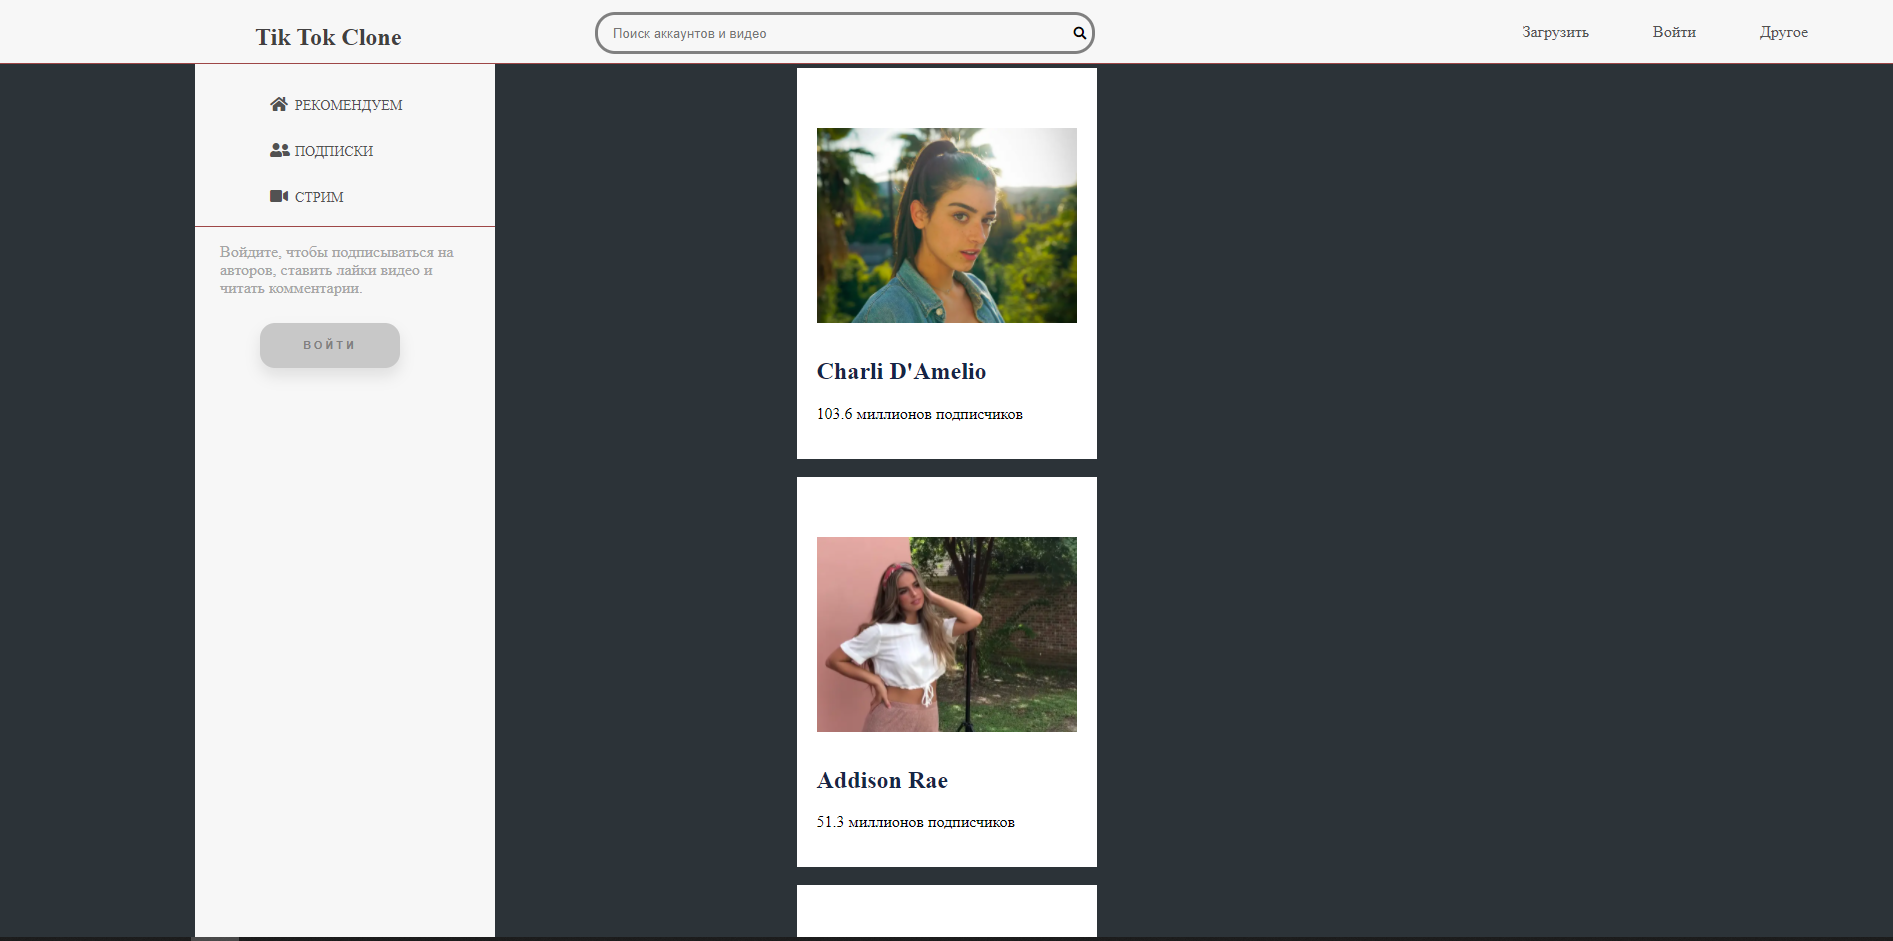 Tik Tok Clone
Поиск аккаунтов и видео
Загрузить
Войти
Другое
РЕКОМЕНДУЕМ
ПОДПИСКИ
СТРИМ
Войдите, чтобы подписываться на
авторов, ставить лайки видео и
читать комментарии.
ВОЙТИ
Charli D'Amelio
103.6 миллионов подписчиков
Addison Rae
51.3 миллионов подписчиков